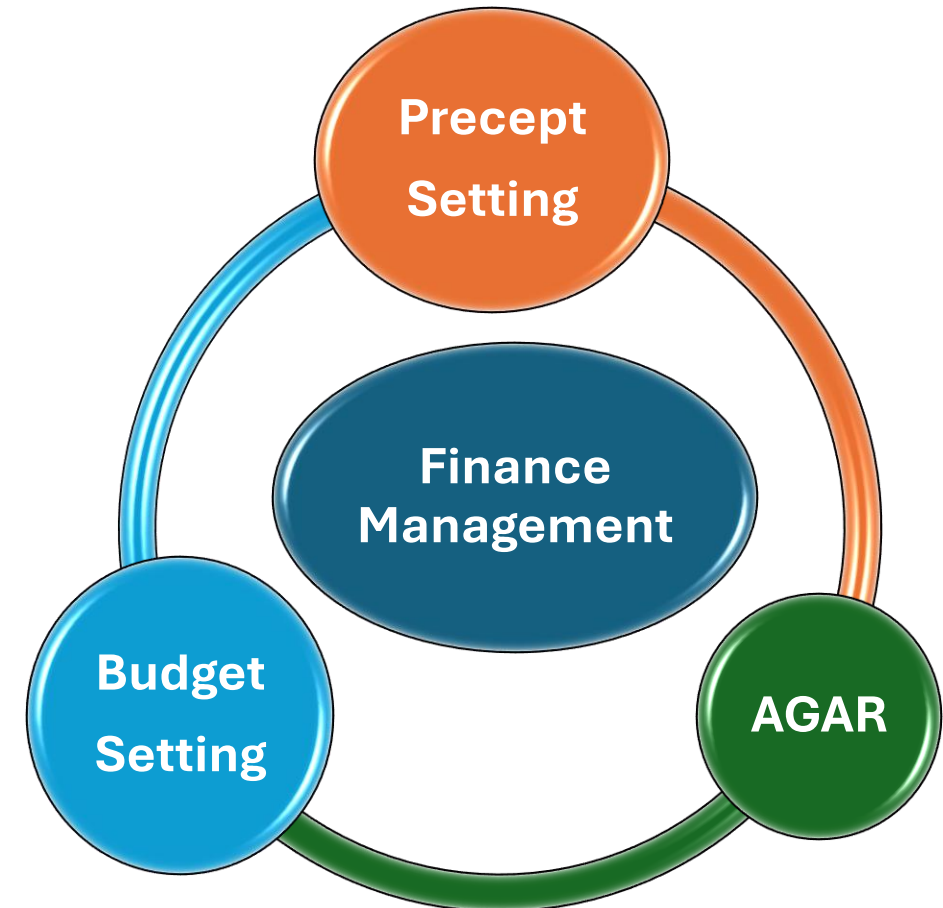 Precept
Setting
Finance
Management
Budget
Setting
AGAR